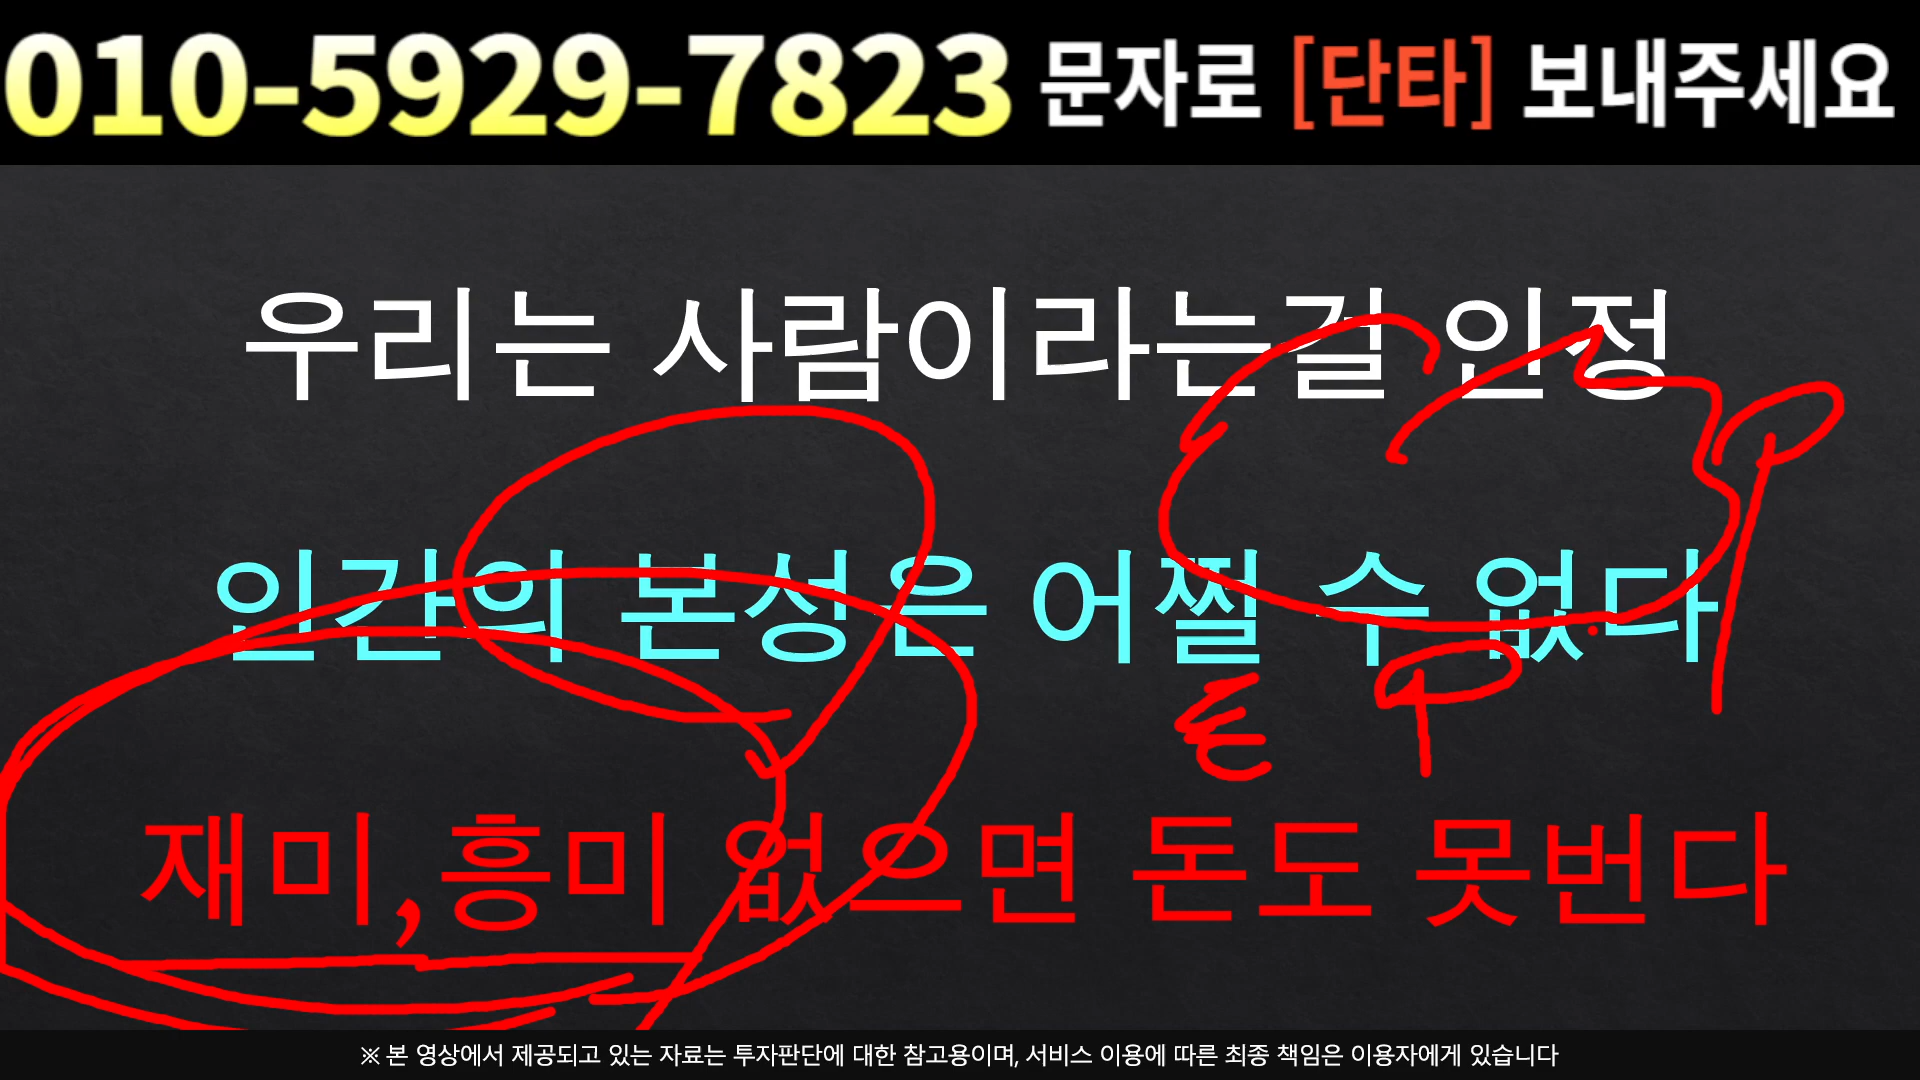 010-5929-7823 문자로 [단타] 보내주세요
우리는 사람이라는걸 인정
인간의 본성은 어쩔 수 없다
재미,흥미 없으면 돈도 못번다
※ 본 영상에서 제공되고 있는 자료는 투자판단에 대한 참고용이며, 서비스 이용에 따른 최종 책임은 이용자에게 있습니다